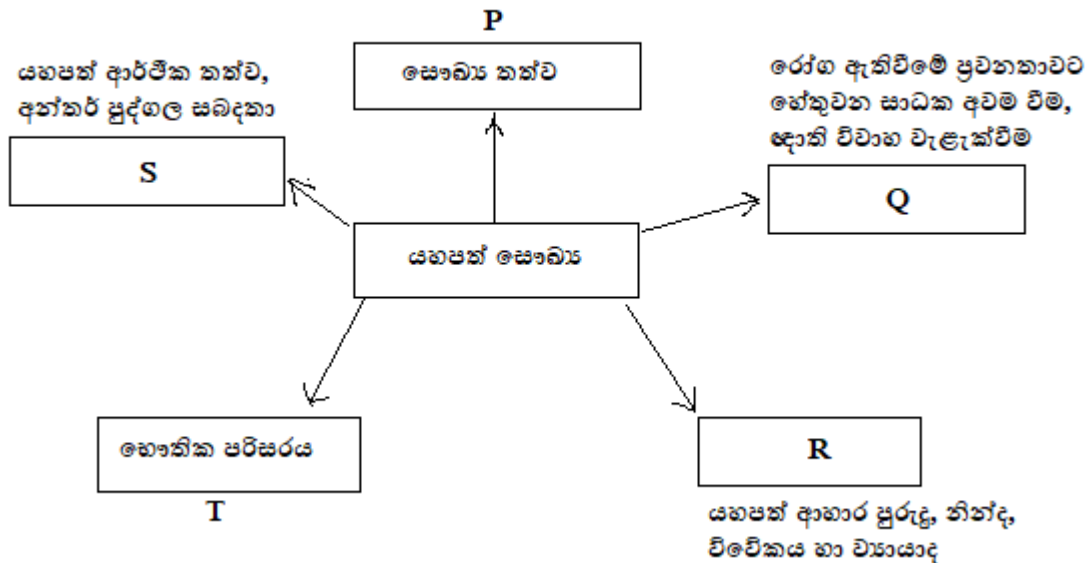 P
සෞඛ්‍ය තත්ව
යහපත් ආර්ථික තත්ව,
අන්තර් පුද්ගල සබදතා
S
රෝග ඇතිවීමේ ප්‍රවනතාවට
හේතුවන සාධක අවම වීම,
ඥාති විවාහ වැළැක්වීම
Q
යහපත් සෞඛ්‍ය
භෞතික පරිසරය
T
R
යහපත් ආහාර පුරුදු, නින්ද,
විවේකය හා ව්‍යායාද